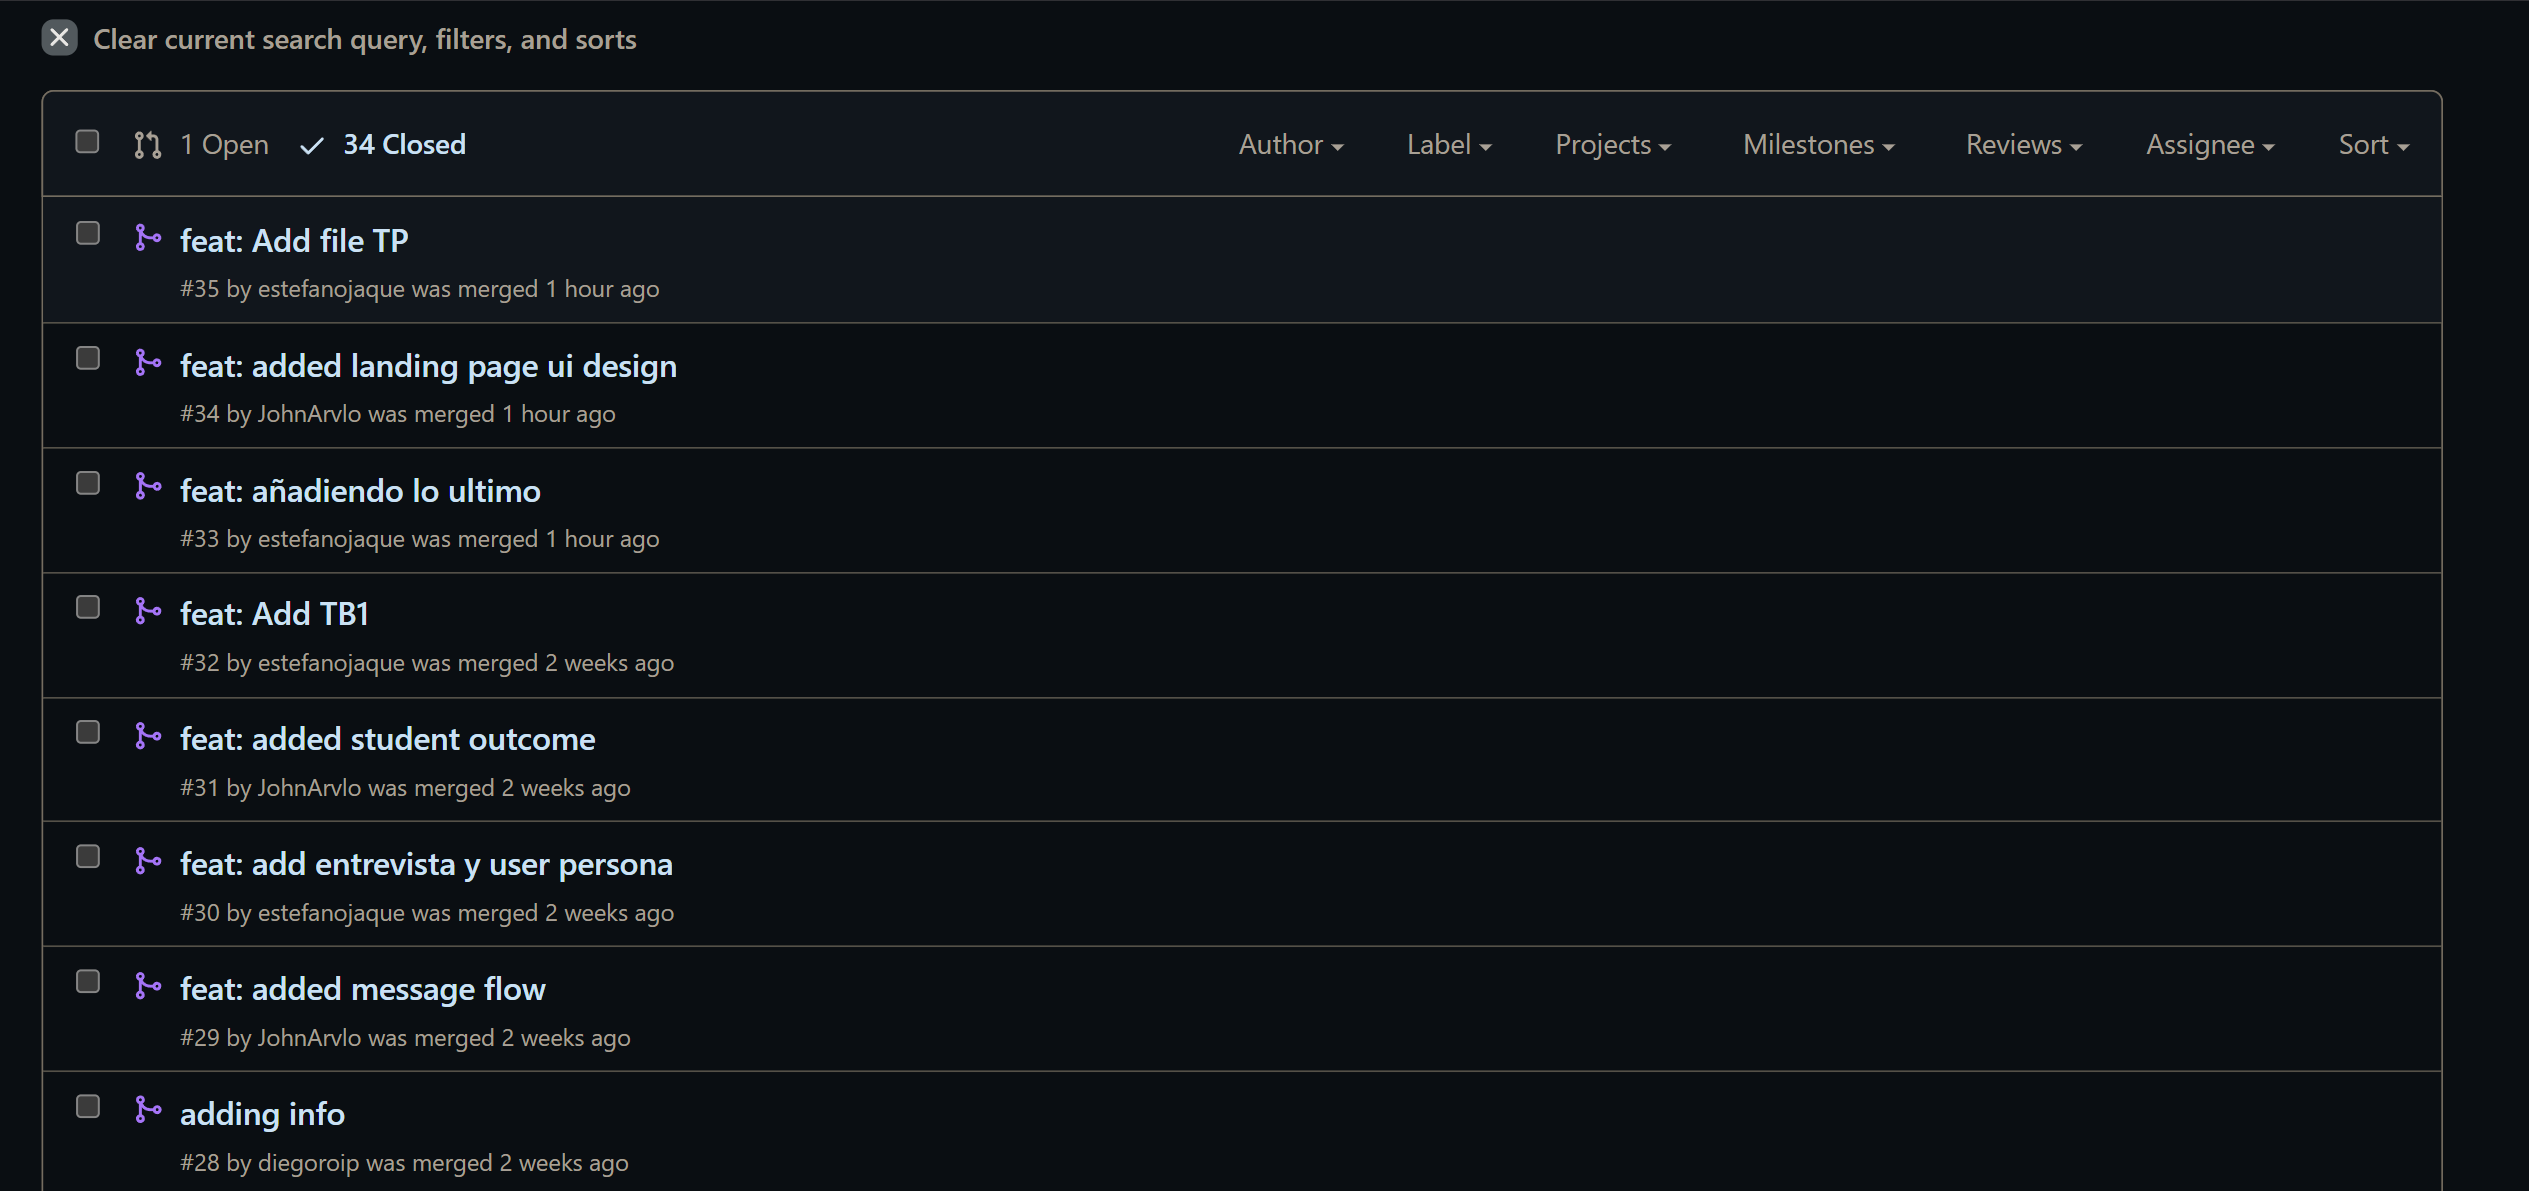 Clear current search query, filters, and sorts
1 Open 34 Closed Author Label Projects Milestones Reviews Assignee Sort
feat: Add file TP
#35 by estefanojaque was merged 1 hour ago
feat: added landing page ui design
#34 by JohnArvlo was merged 1 hour ago
feat: añadiendo lo ultimo
#33 by estefanojaque was merged 1 hour ago
feat: Add TB1
#32 by estefanojaque was merged 2 weeks ago
feat: added student outcome
#31 by JohnArvlo was merged 2 weeks ago
feat: add entrevista y user persona
#30 by estefanojaque was merged 2 weeks ago
feat: added message flow
#29 by JohnArvlo was merged 2 weeks ago
adding info
#28 by diegoroip was merged 2 weeks ago